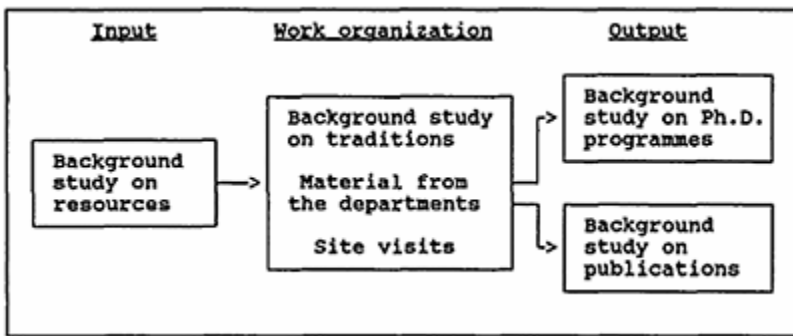 Input
Work organization
Output
Background
study on
resources
Background study
on traditions
Material from
the departments
Site visits
Background
study on Ph.D.
programmes
Background
study on
publications